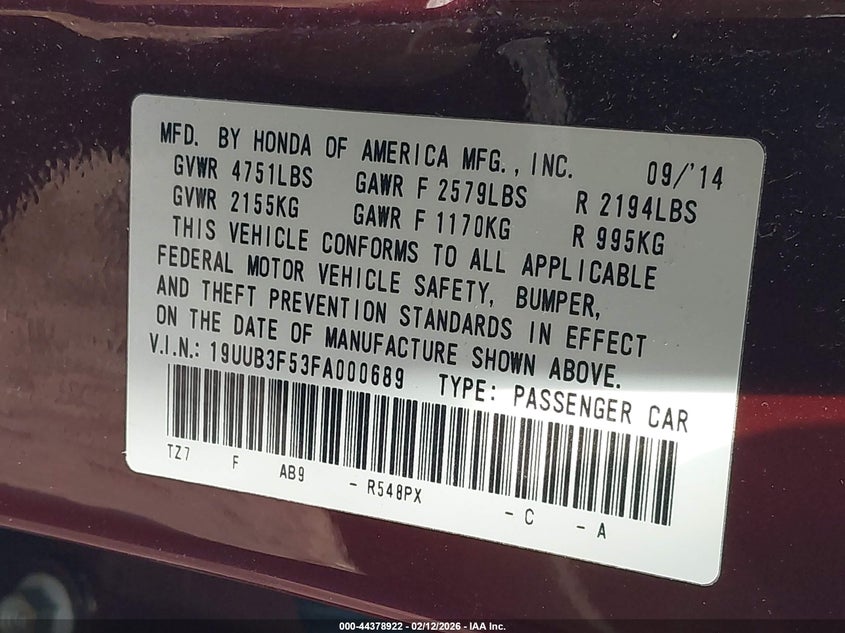 MFD. BY HONDA OF AMERICA MFG., INC. 09/'14
GVWR 4751LBS GAWR F 2579LBS R 2194LBS
GVWR 2155KG GAWR F 1170KG R 995KG
THIS VEHICLE CONFORMS TO ALL APPLICABLE
FEDERAL MOTOR VEHICLE SAFETY, BUMPER,
AND THEFT PREVENTION STANDARDS IN EFFECT
ON THE DATE OF MANUFACTURE SHOWN ABOVE.
V.I.N.: 19UUB3F53FA000689 TYPE: PASSENGER CAR
TZ7 F AB9 - R548PX - C - A
000-44378922 - 02/12/2026 - IAA Inc.